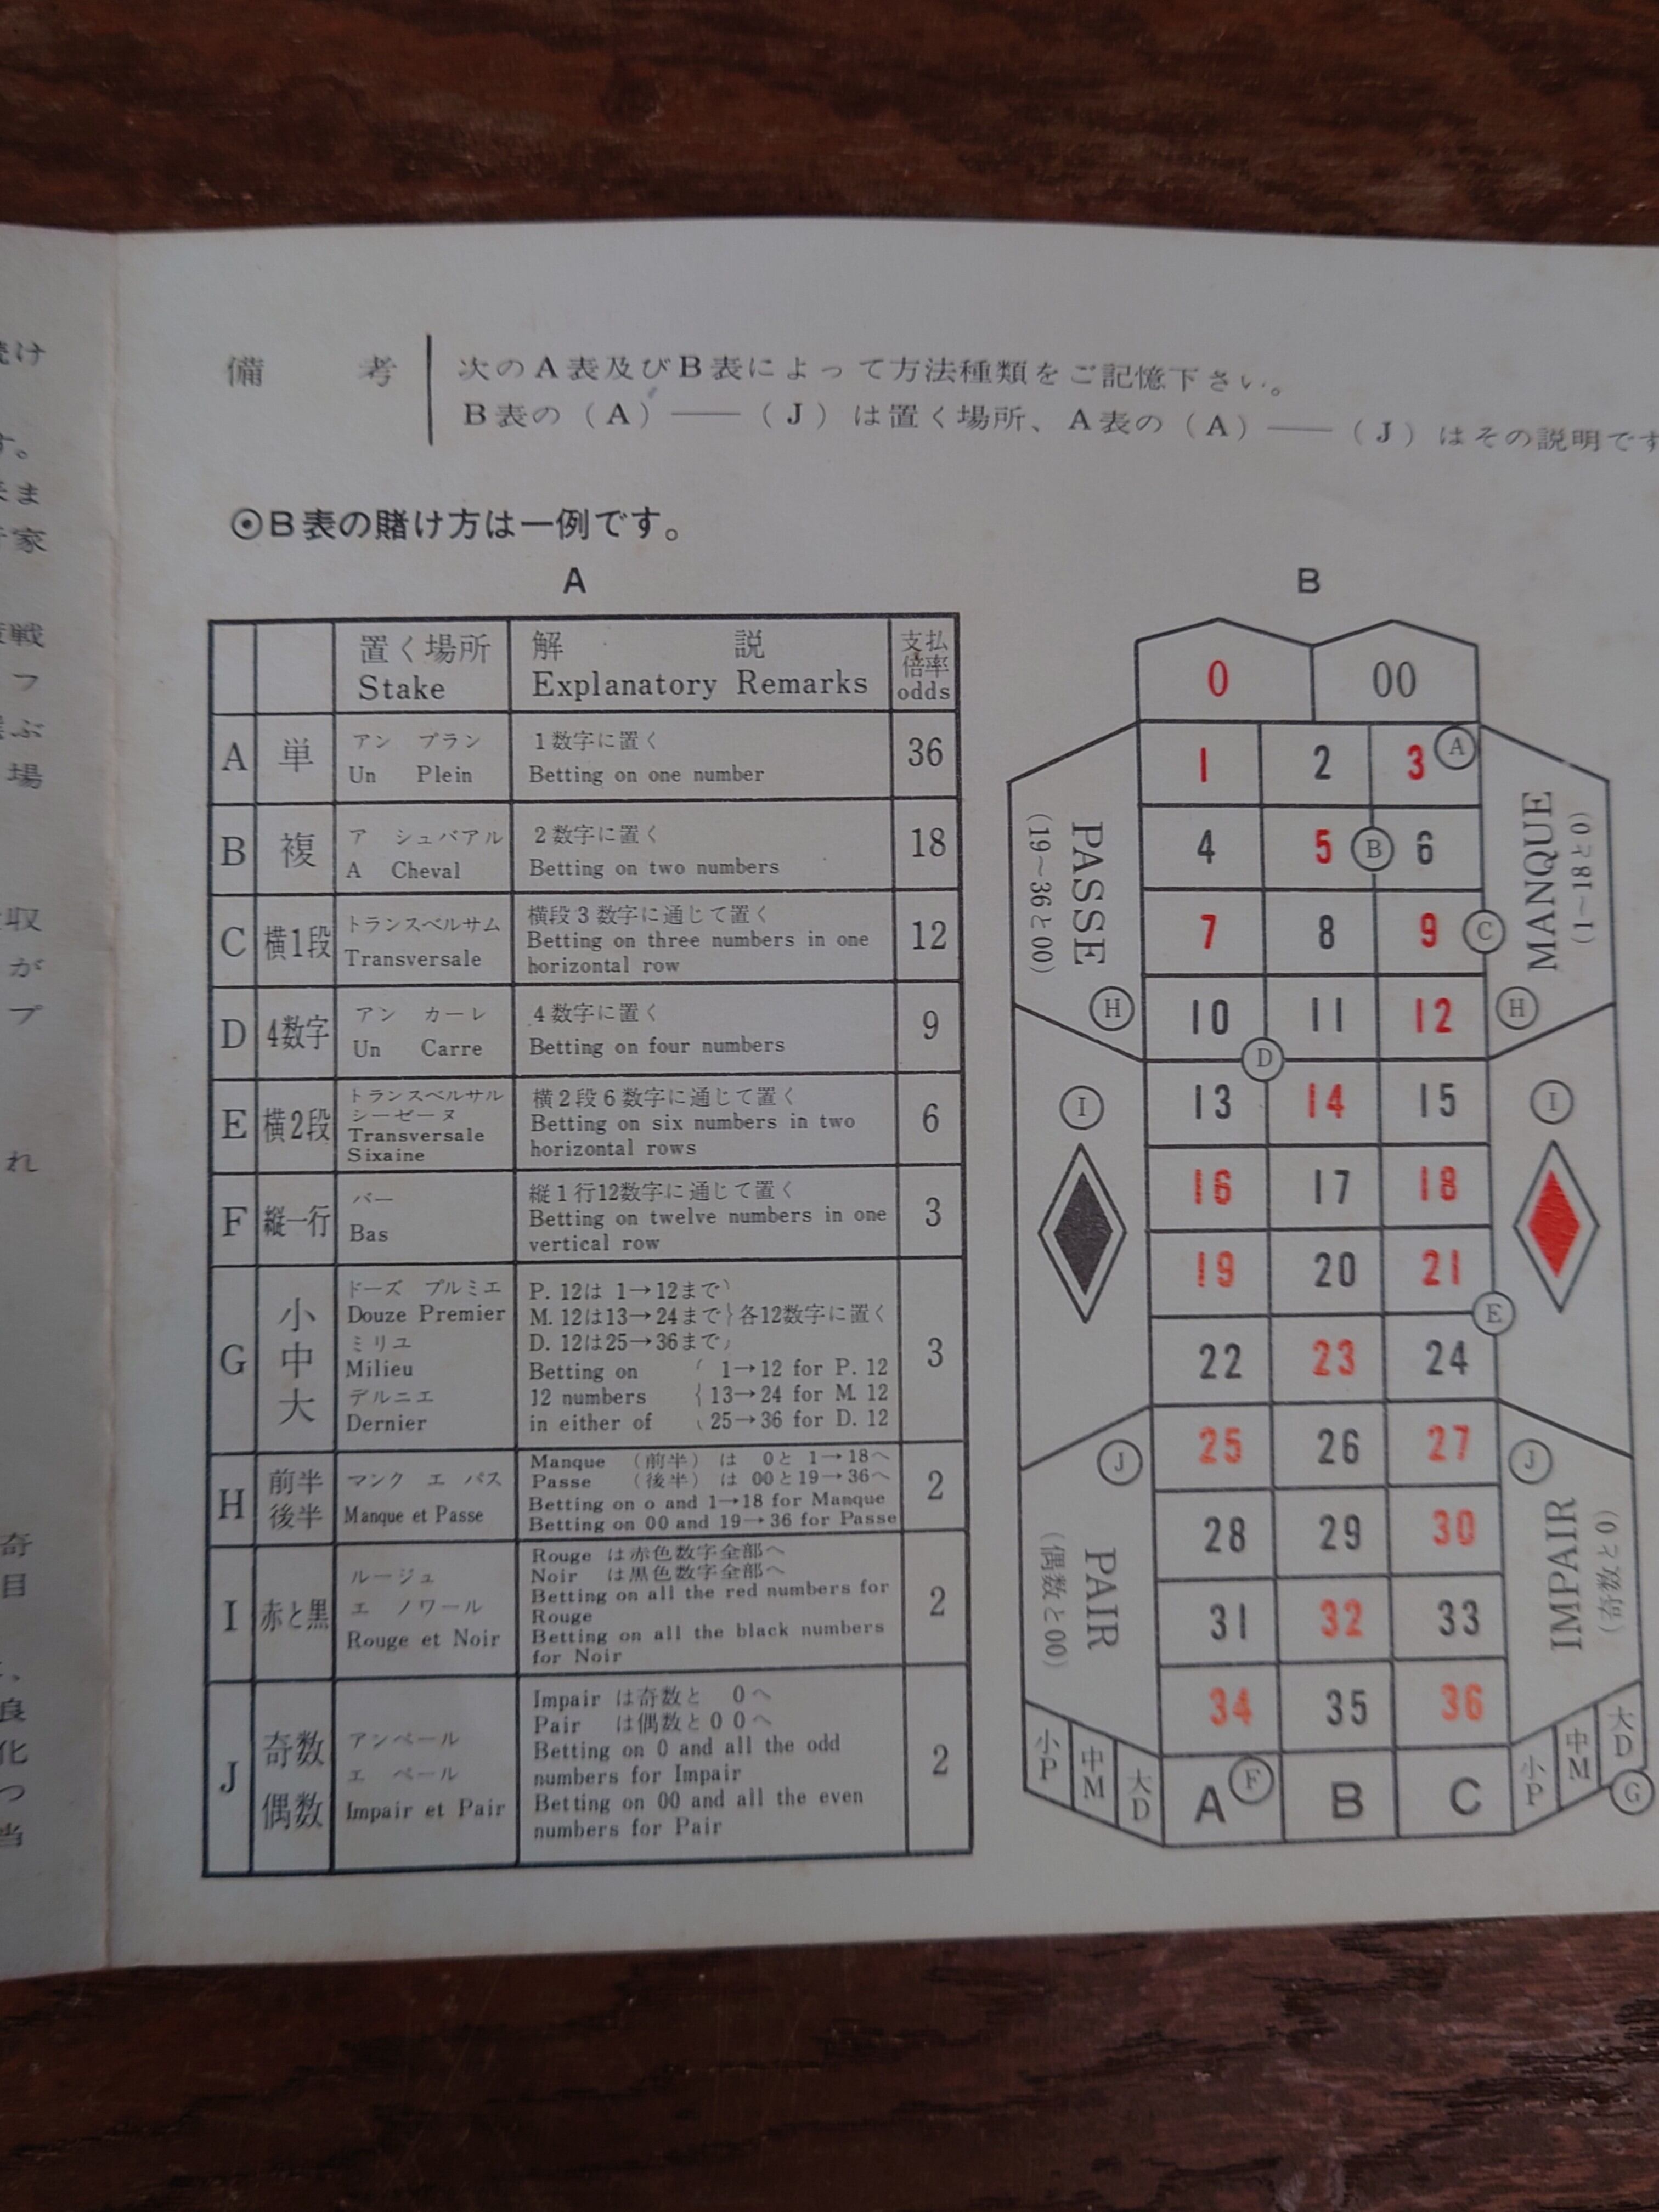 続け
す。
家
戦
フ
ぶ
場
収
が
プ
れ
奇
目
良
化
つ
当
備 考
次のA表及びB表によって方法種類をご記憶下さい。
B表の（A）――（J）は置く場所、A表の（A）――（J）はその説明です
⊙B表の賭け方は一例です。
A
置く場所 解 説 支払倍率
Stake Explanatory Remarks odds
A 単 アン プラン 1数字に置く 36
Un Plein Betting on one number
B 複 ア シュバアル 2数字に置く 18
A Cheval Betting on two numbers
C 横1段 トランスベルサム 横段3数字に通じて置く 12
Transversale Betting on three numbers in one
horizontal row
D 4数字 アン カーレ 4数字に置く 9
Un Carre Betting on four numbers
E 横2段 トランスベルサル 横2段6数字に通じて置く 6
シーゼーヌ
Transversale Betting on six numbers in two
Sixaine horizontal rows
F 縦一行 バー 縦1行12数字に通じて置く 3
Bas Betting on twelve numbers in one
vertical row
G 小 中 大 3
ドーズ プルミエ P. 12は 1→12まで
Douze Premier M. 12は13→24まで}各12数字に置く
ミリユ D. 12は25→36まで
Milieu Betting on 1→12 for P. 12
デルニエ 12 numbers {13→24 for M. 12
Dernier in either of 25→36 for D. 12
H 前半 後半 2
マンク エ パス Manque （前半）は 0と 1→18へ
Passe （後半）は 00と19→36へ
Manque et Passe Betting on o and 1→18 for Manque
Betting on 00 and 19→36 for Passe
I 赤と黒 2
ルージュ Rouge は赤色数字全部へ
エ ノワール Noir は黒色数字全部へ
Rouge et Noir Betting on all the red numbers for
Rouge
Betting on all the black numbers
for Noir
J 奇数 偶数 2
アンペール Impair は奇数と 0へ
エ ペール Pair は偶数と00へ
Impair et Pair Betting on 0 and all the odd
numbers for Impair
Betting on 00 and all the even
numbers for Pair
B
0 00
1 2 3 A
4 5 B 6
7 8 9 C
10 11 12
D
13 14 15
16 17 18
19 20 21
E
22 23 24
25 26 27
28 29 30
31 32 33
34 35 36
A F B C
PASSE
(19～36と00)
H
MANQUE
(1～18と0)
H
I
I
J
PAIR
(偶数と00)
J
IMPAIR
(奇数と0)
小P 中M 大D
小P 中M 大D
G